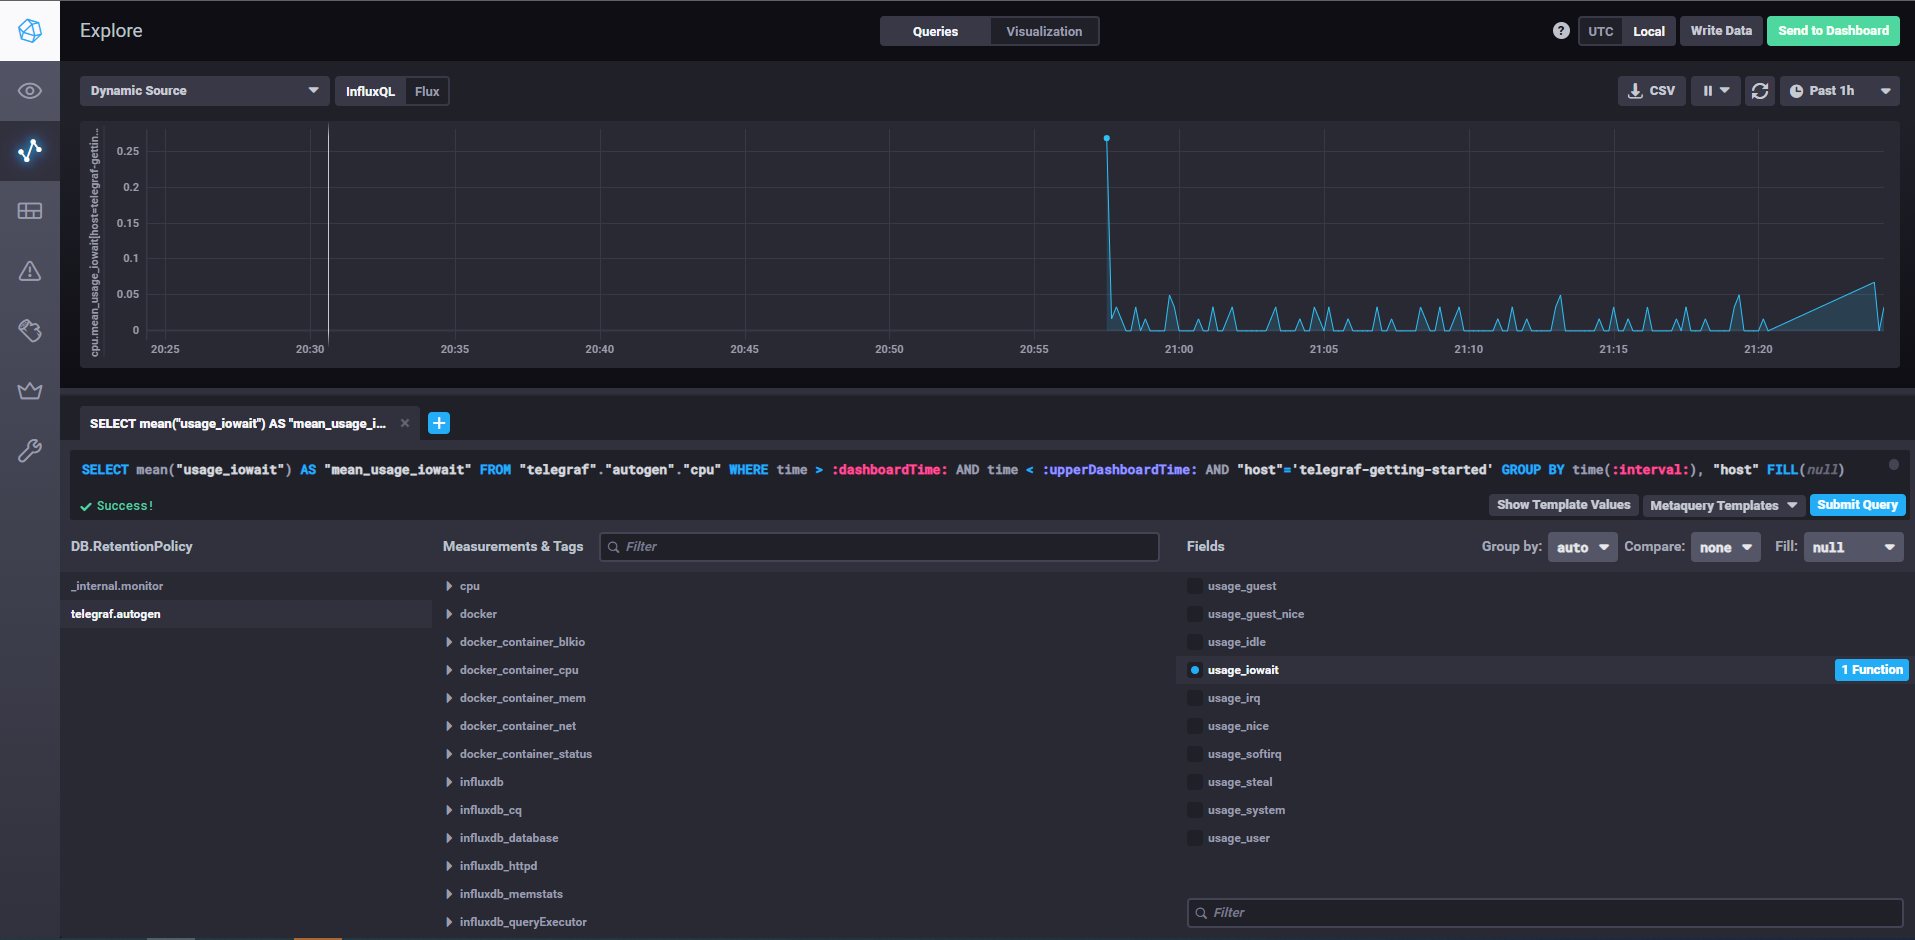 Explore
Queries
Visualization
?
UTC
Local
Write Data
Send to Dashboard
Dynamic Source
InfluxQL
Flux
CSV
Past 1h
cpu.mean_usage_iowait[host=telegraf-gettin...
0.25
0.2
0.15
0.1
0.05
0
20:25
20:30
20:35
20:40
20:45
20:50
20:55
21:00
21:05
21:10
21:15
21:20
SELECT mean("usage_iowait") AS "mean_usage_i...
SELECT mean("usage_iowait") AS "mean_usage_iowait" FROM "telegraf"."autogen"."cpu" WHERE time > :dashboardTime: AND time < :upperDashboardTime: AND "host"='telegraf-getting-started' GROUP BY time(:interval:), "host" FILL(null)
Success!
Show Template Values
Metaquery Templates
Submit Query
DB.RetentionPolicy
_internal.monitor
telegraf.autogen
Measurements & Tags
Filter
cpu
docker
docker_container_blkio
docker_container_cpu
docker_container_mem
docker_container_net
docker_container_status
influxdb
influxdb_cq
influxdb_database
influxdb_httpd
influxdb_memstats
influxdb_queryExecutor
Fields
Group by:
auto
Compare:
none
Fill:
null
usage_guest
usage_guest_nice
usage_idle
usage_iowait
1 Function
usage_irq
usage_nice
usage_softirq
usage_steal
usage_system
usage_user
Filter